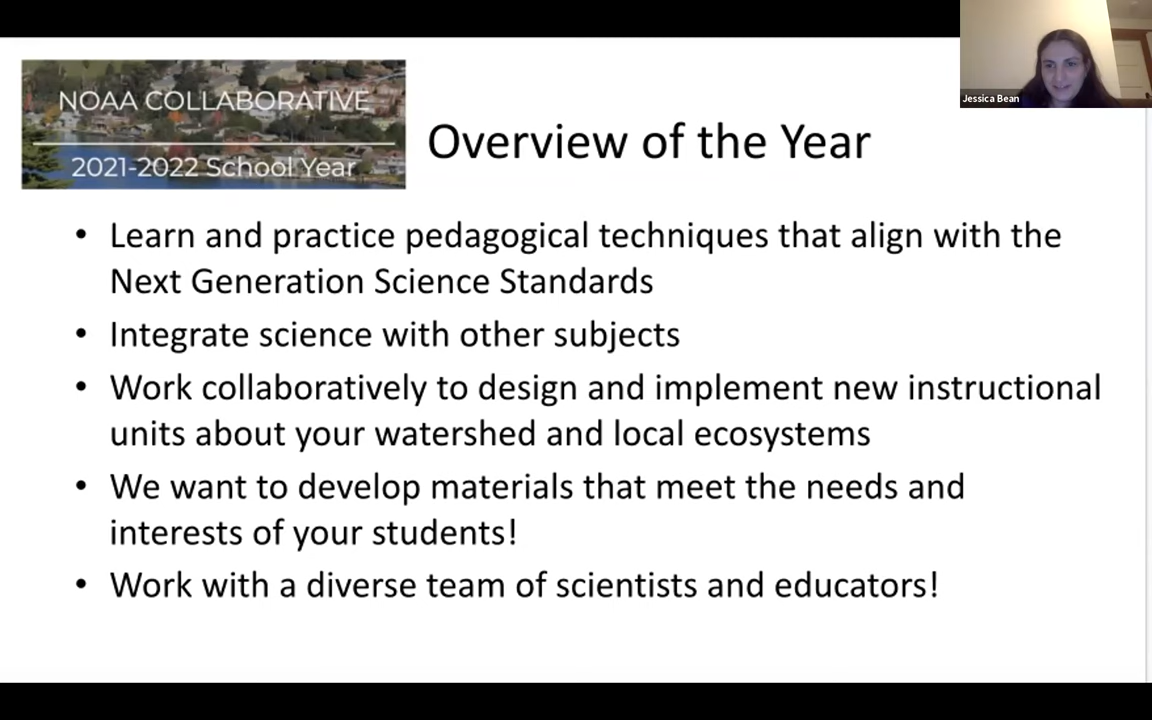 NOAA COLLABORATIVE
2021-2022 School Year
Jessica Bean
Overview of the Year
• Learn and practice pedagogical techniques that align with the
Next Generation Science Standards
• Integrate science with other subjects
• Work collaboratively to design and implement new instructional
units about your watershed and local ecosystems
• We want to develop materials that meet the needs and
interests of your students!
• Work with a diverse team of scientists and educators!